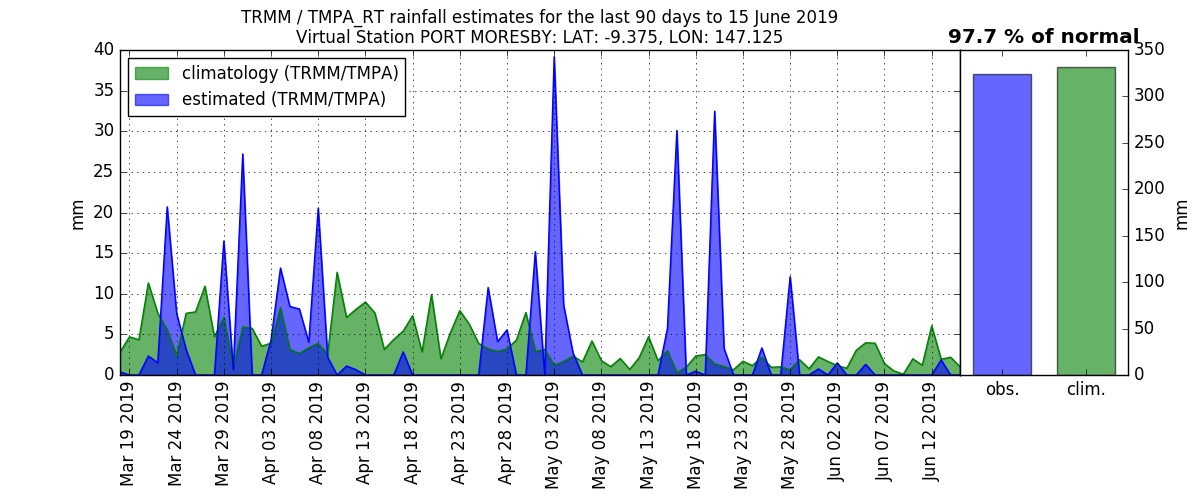 TRMM / TMPA_RT rainfall estimates for the last 90 days to 15 June 2019
Virtual Station PORT MORESBY: LAT: -9.375, LON: 147.125
97.7 % of normal
climatology (TRMM/TMPA)
estimated (TRMM/TMPA)
40
35
30
25
20
15
10
5
0
mm
350
300
250
200
150
100
50
0
mm
Mar 19 2019
Mar 24 2019
Mar 29 2019
Apr 03 2019
Apr 08 2019
Apr 13 2019
Apr 18 2019
Apr 23 2019
Apr 28 2019
May 03 2019
May 08 2019
May 13 2019
May 18 2019
May 23 2019
May 28 2019
Jun 02 2019
Jun 07 2019
Jun 12 2019
obs.
clim.